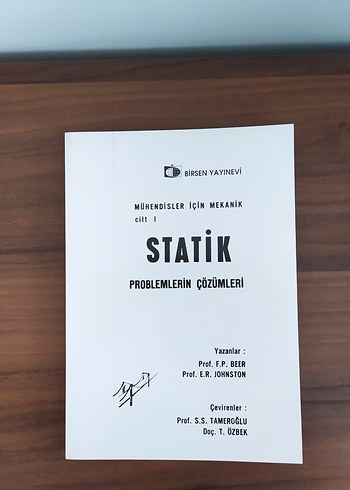 BİRSEN YAYINEVİ
MÜHENDİSLER İÇİN MEKANİK
cilt I
STATİK
PROBLEMLERİN ÇÖZÜMLERİ
Yazanlar :
Prof. F.P. BEER
Prof. E.R. JOHNSTON
Çevirenler :
Prof. S.S. TAMEROĞLU
Doç. T. ÖZBEK